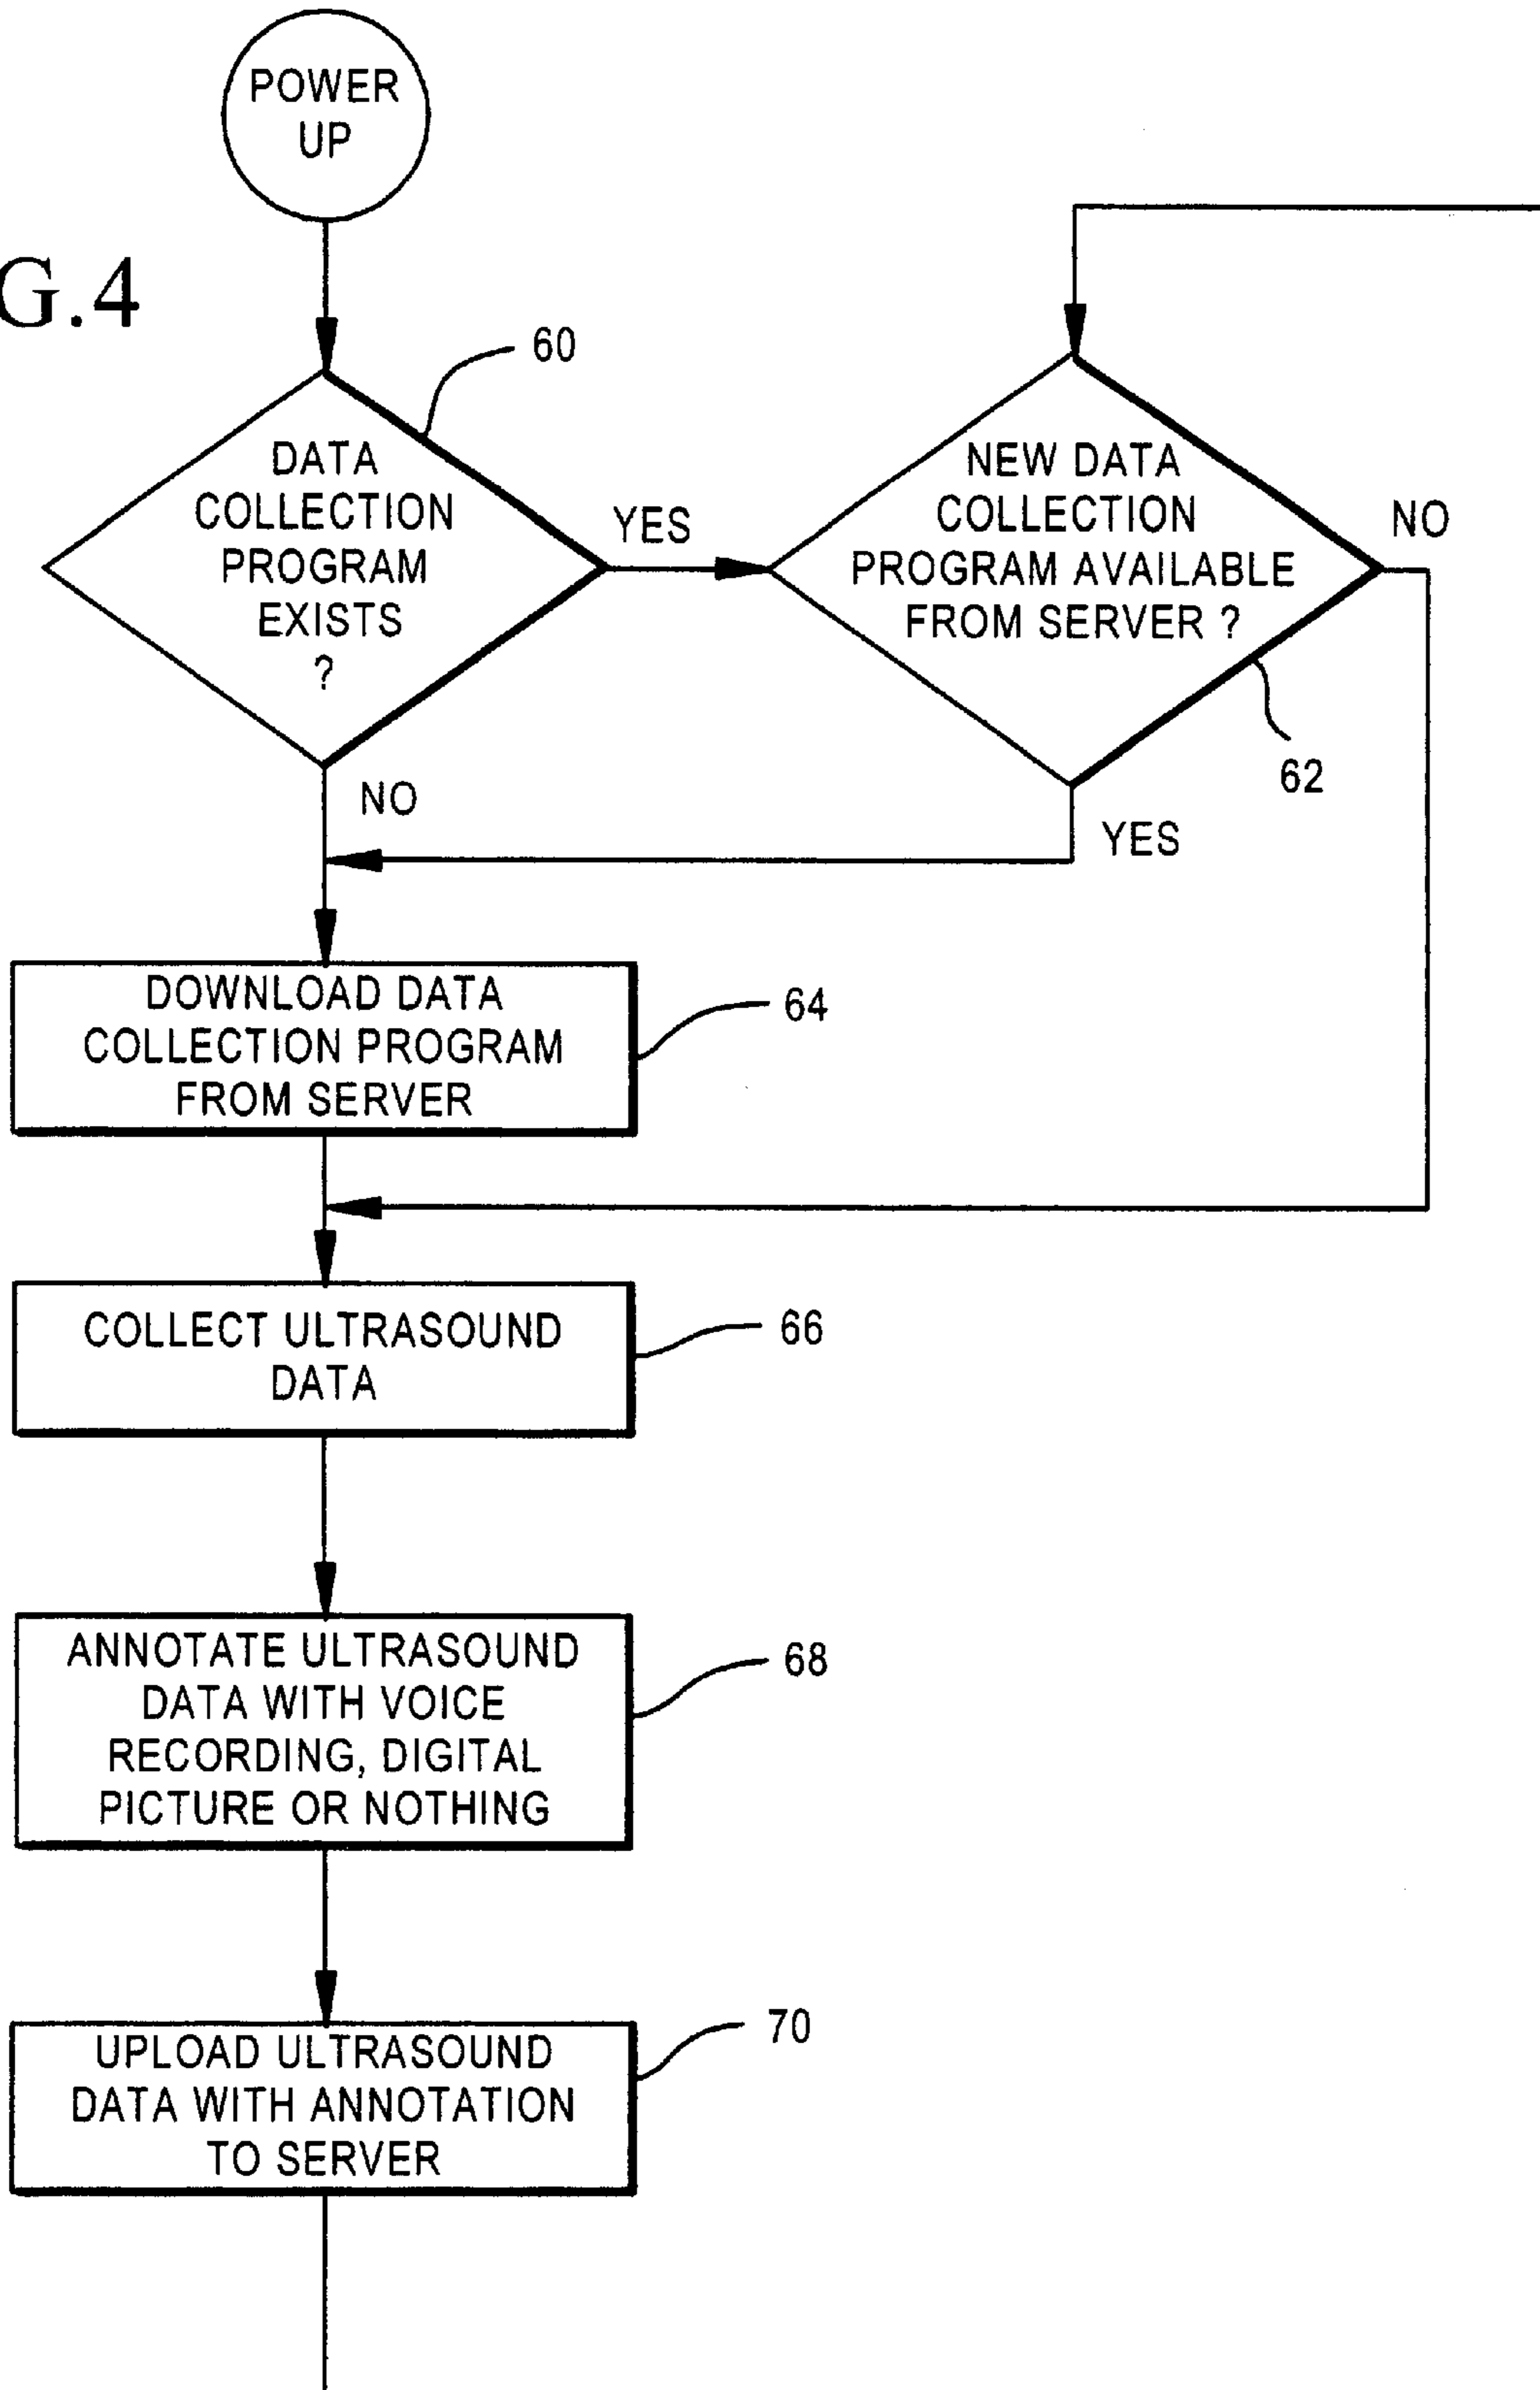 POWER
UP
G.4
60
DATA
COLLECTION
PROGRAM
EXISTS
?
YES
NO
NEW DATA
COLLECTION
PROGRAM AVAILABLE
FROM SERVER ?
NO
62
YES
DOWNLOAD DATA
COLLECTION PROGRAM
FROM SERVER
64
COLLECT ULTRASOUND
DATA
66
ANNOTATE ULTRASOUND
DATA WITH VOICE
RECORDING, DIGITAL
PICTURE OR NOTHING
68
UPLOAD ULTRASOUND
DATA WITH ANNOTATION
TO SERVER
70